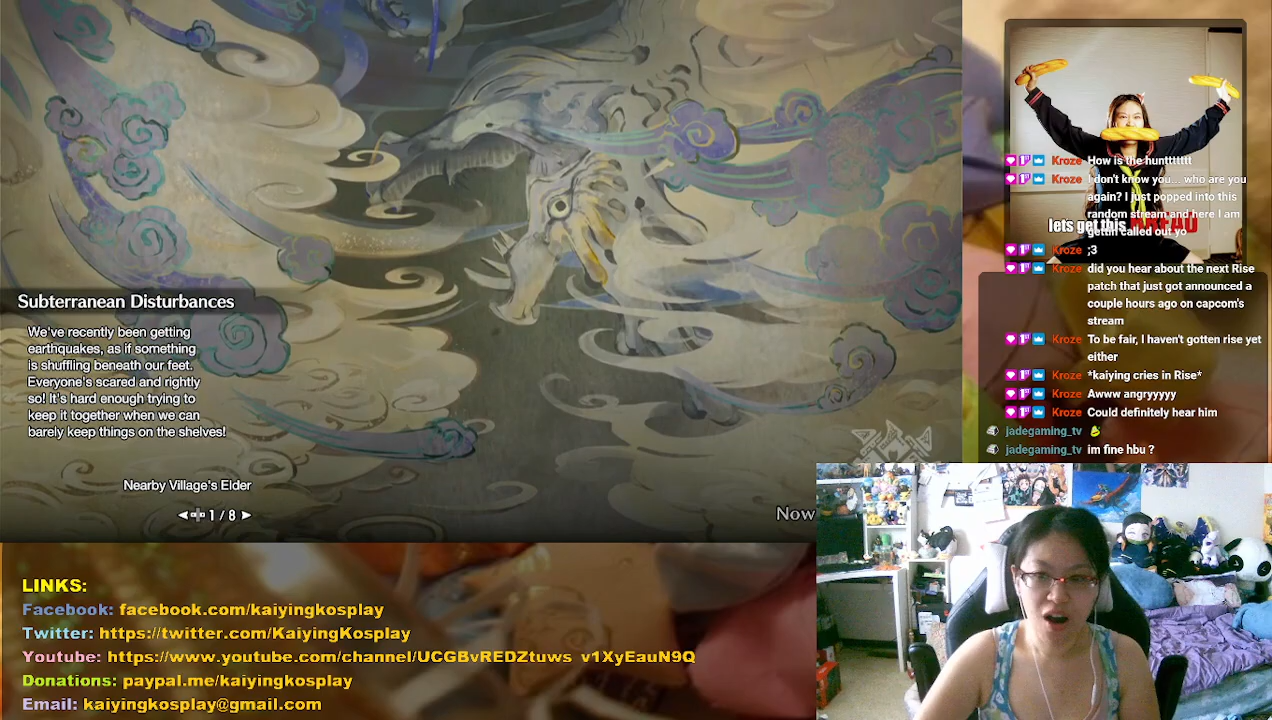 Subterranean Disturbances
We've recently been getting
earthquakes, as if something
is shuffling beneath our feet.
Everyone's scared and rightly
so! It's hard enough trying to
keep it together when we can
barely keep things on the shelves!
Nearby Village's Elder
1 / 8
Now
Kroze How is the huntttttt
Kroze I don't know you... who are you
again? I just popped into this
random stream and here I am
gettin called out yo
lets get this BREAD
Kroze ;3
Kroze did you hear about the next Rise
patch that just got announced a
couple hours ago on capcom's
stream
Kroze To be fair, I haven't gotten rise yet
either
Kroze *kaiying cries in Rise*
Kroze Awww angryyyyy
Kroze Could definitely hear him
jadegaming_tv
jadegaming_tv im fine hbu ?
LINKS:
Facebook: facebook.com/kaiyingkosplay
Twitter: https://twitter.com/KaiyingKosplay
Youtube: https://www.youtube.com/channel/UCGBvREDZtuws_v1XyEauN9Q
Donations: paypal.me/kaiyingkosplay
Email: kaiyingkosplay@gmail.com